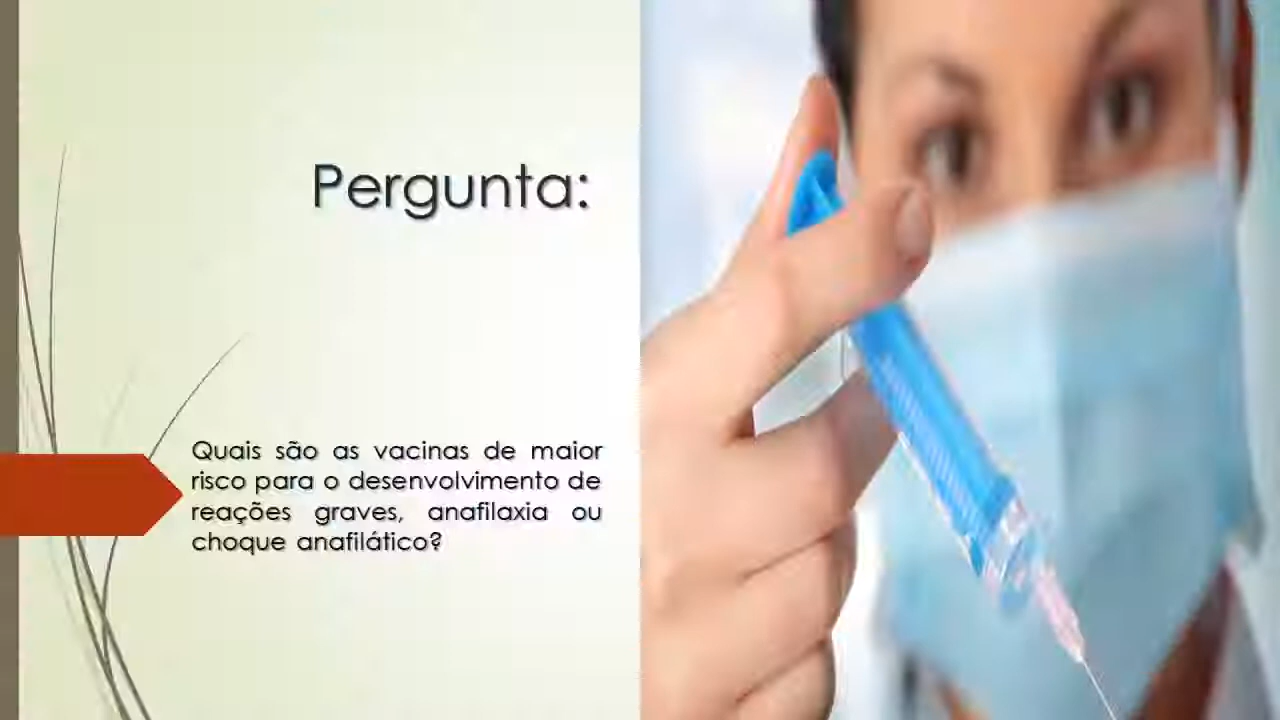 Pergunta:
Quais são as vacinas de maior
risco para o desenvolvimento de
reações graves, anafilaxia ou
choque anafilático?